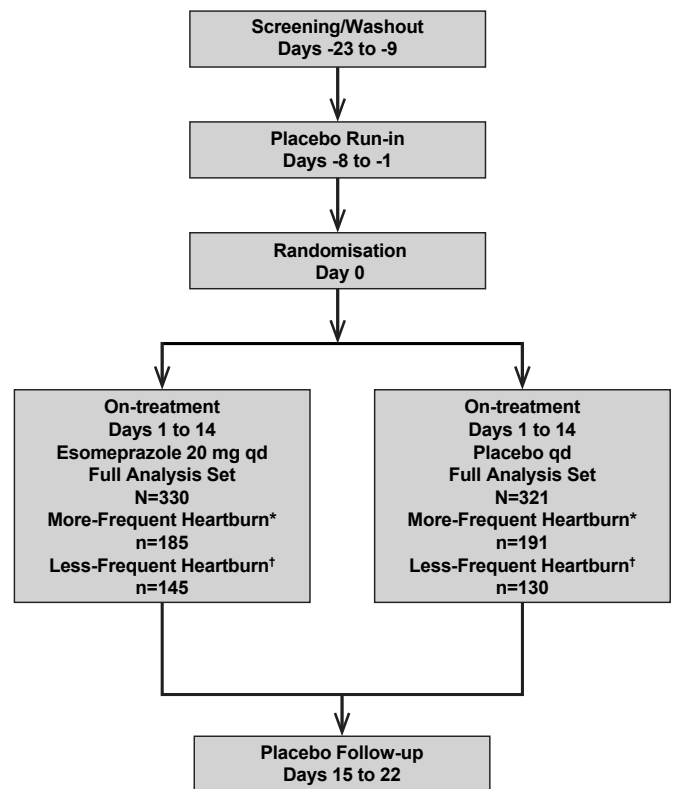 Screening/Washout
Days -23 to -9
Placebo Run-in
Days -8 to -1
Randomisation
Day 0
On-treatment
Days 1 to 14
Esomeprazole 20 mg qd
Full Analysis Set
N=330
More-Frequent Heartburn*
n=185
Less-Frequent Heartburn†
n=145
On-treatment
Days 1 to 14
Placebo qd
Full Analysis Set
N=321
More-Frequent Heartburn*
n=191
Less-Frequent Heartburn†
n=130
Placebo Follow-up
Days 15 to 22